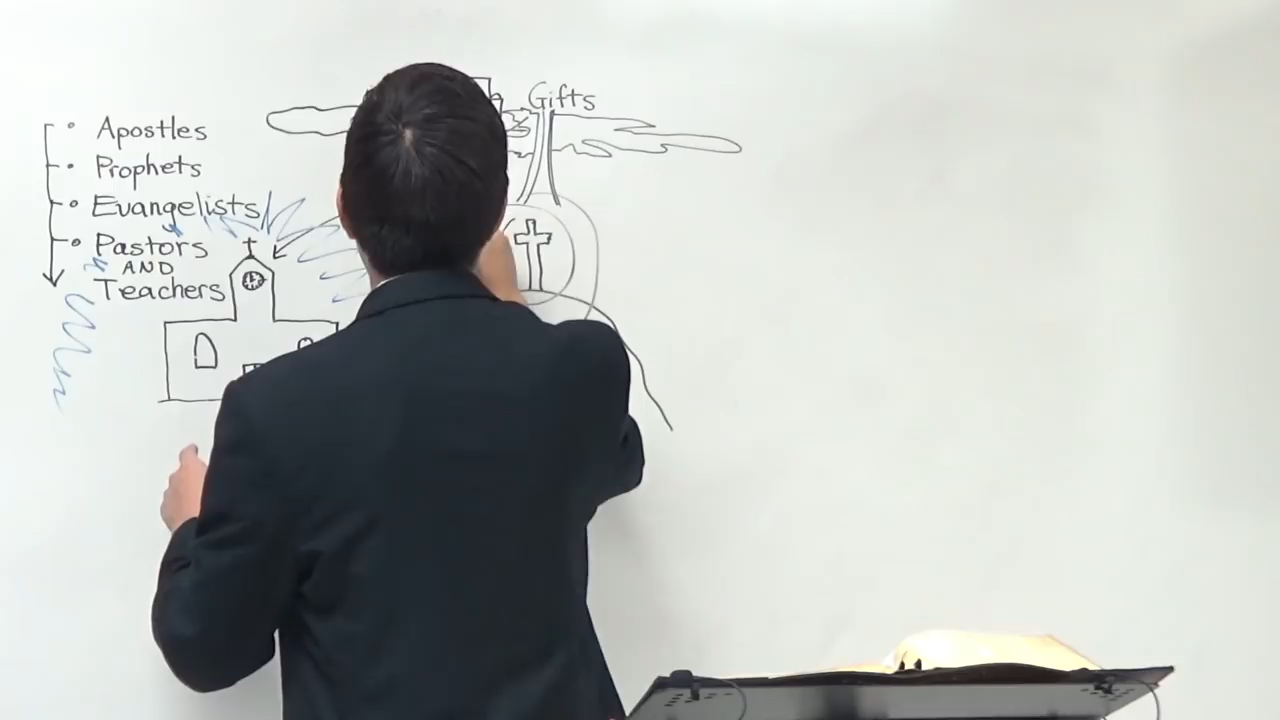 Gifts
Apostles
Prophets
Evangelists
Pastors
AND
Teachers